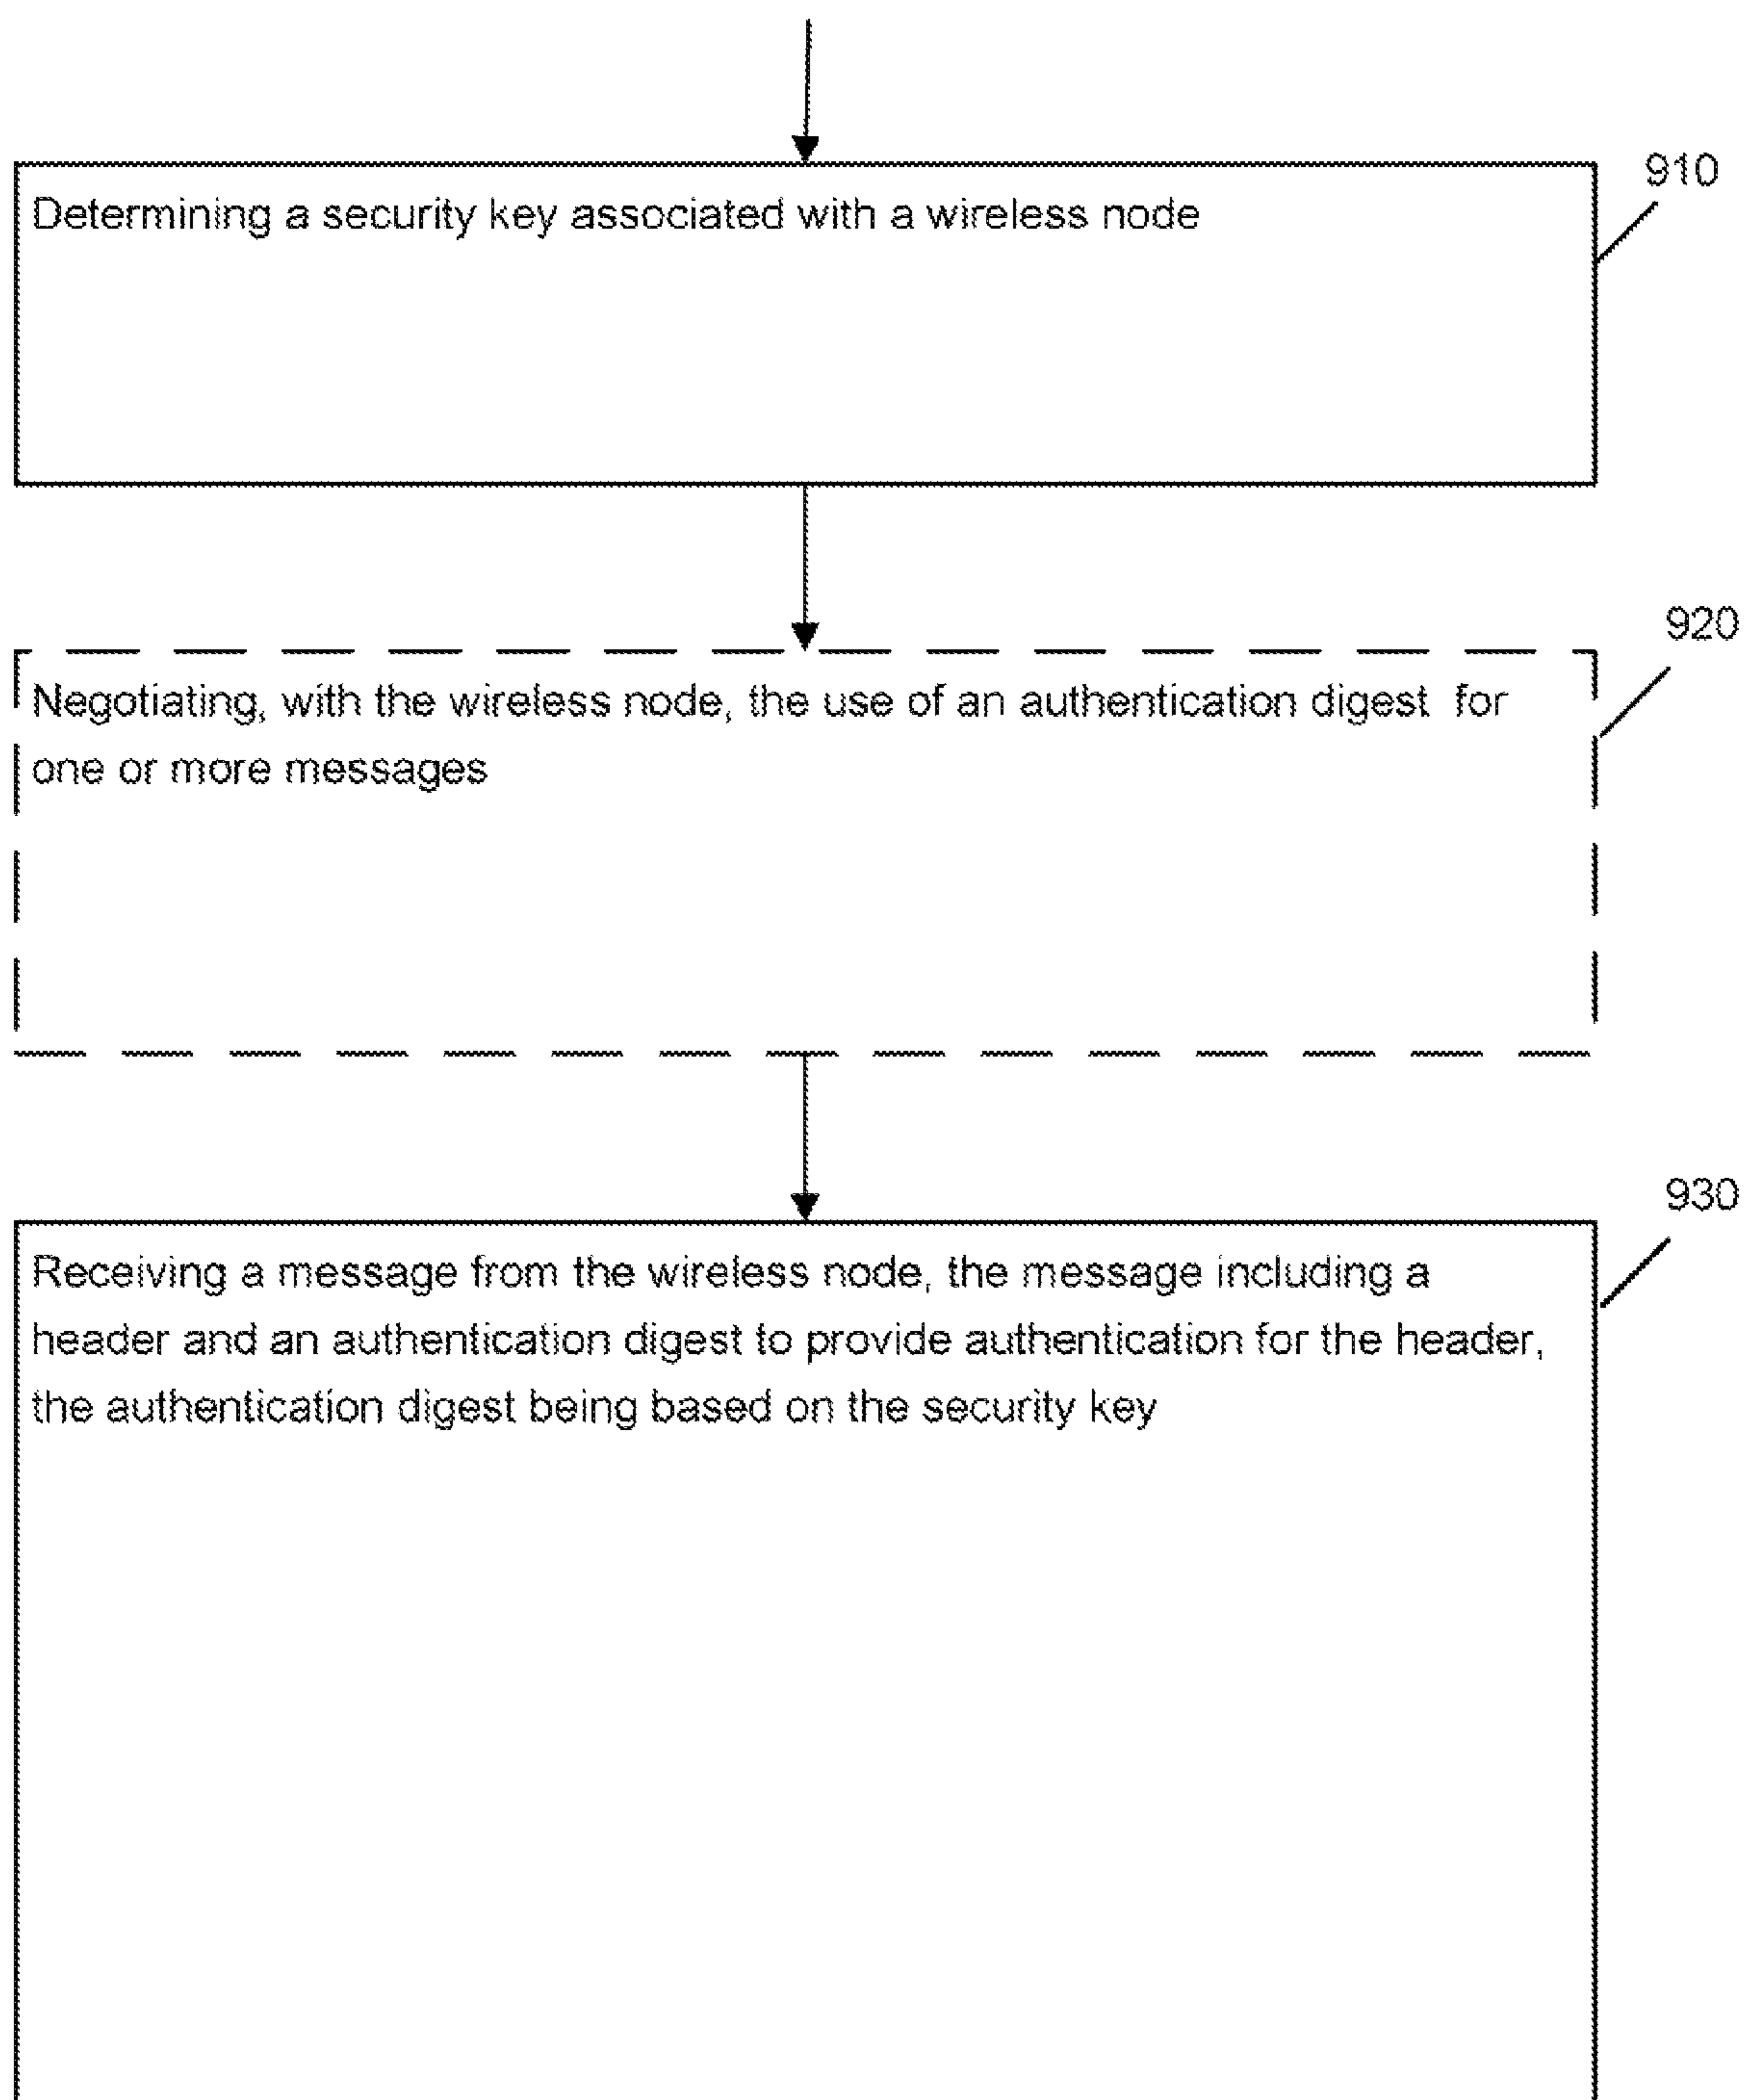 910
Determining a security key associated with a wireless node
920
Negotiating, with the wireless node, the use of an authentication digest for
one or more messages
930
Receiving a message from the wireless node, the message including a
header and an authentication digest to provide authentication for the header,
the authentication digest being based on the security key